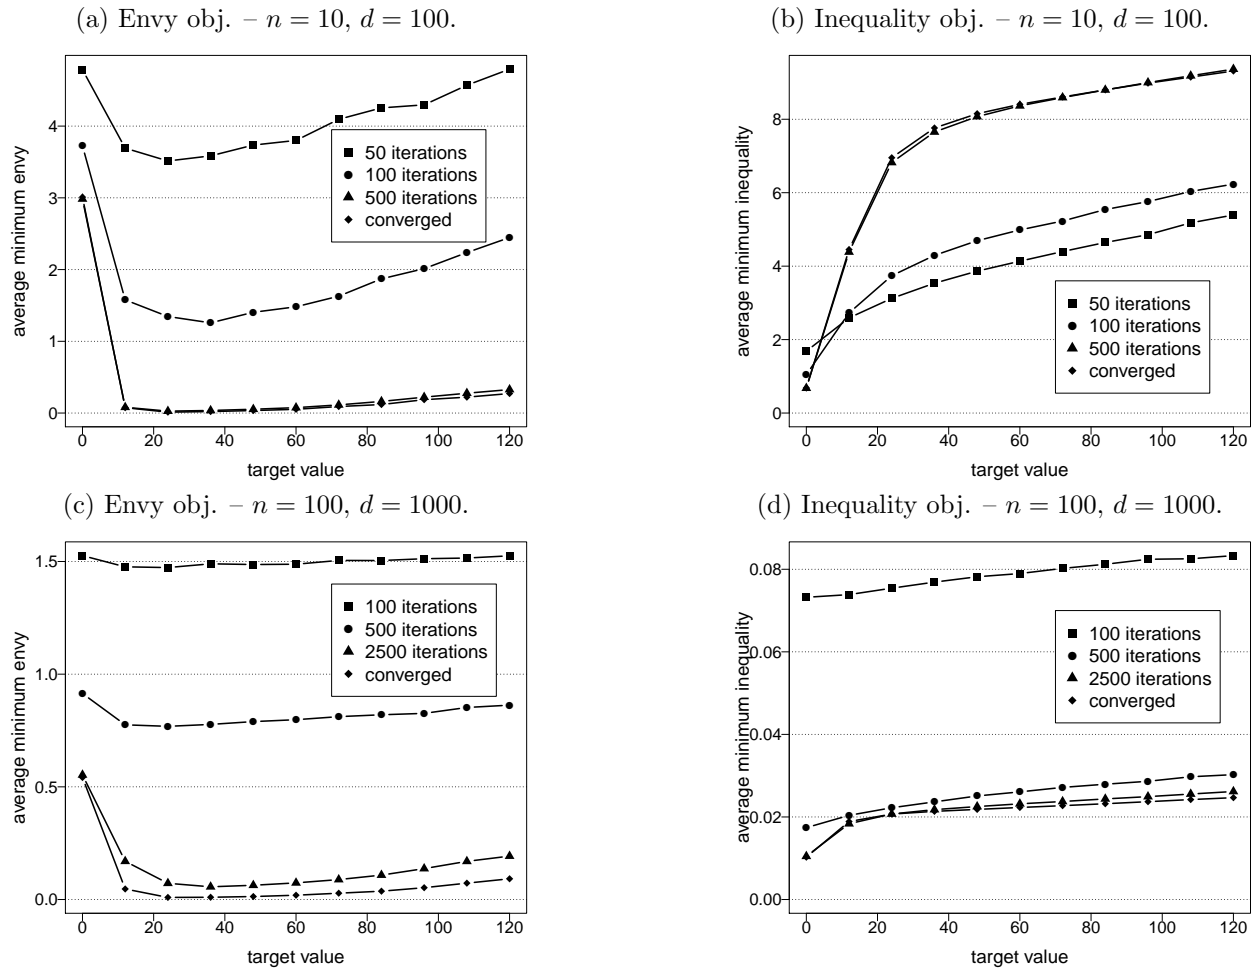 (a) Envy obj. – n = 10, d = 100.
average minimum envy
4
3
2
1
0
50 iterations
100 iterations
500 iterations
converged
0 20 40 60 80 100 120
target value
(b) Inequality obj. – n = 10, d = 100.
average minimum inequality
8
6
4
2
0
50 iterations
100 iterations
500 iterations
converged
0 20 40 60 80 100 120
target value
(c) Envy obj. – n = 100, d = 1000.
average minimum envy
1.5
1.0
0.5
0.0
100 iterations
500 iterations
2500 iterations
converged
0 20 40 60 80 100 120
target value
(d) Inequality obj. – n = 100, d = 1000.
average minimum inequality
0.08
0.06
0.04
0.02
0.00
100 iterations
500 iterations
2500 iterations
converged
0 20 40 60 80 100 120
target value